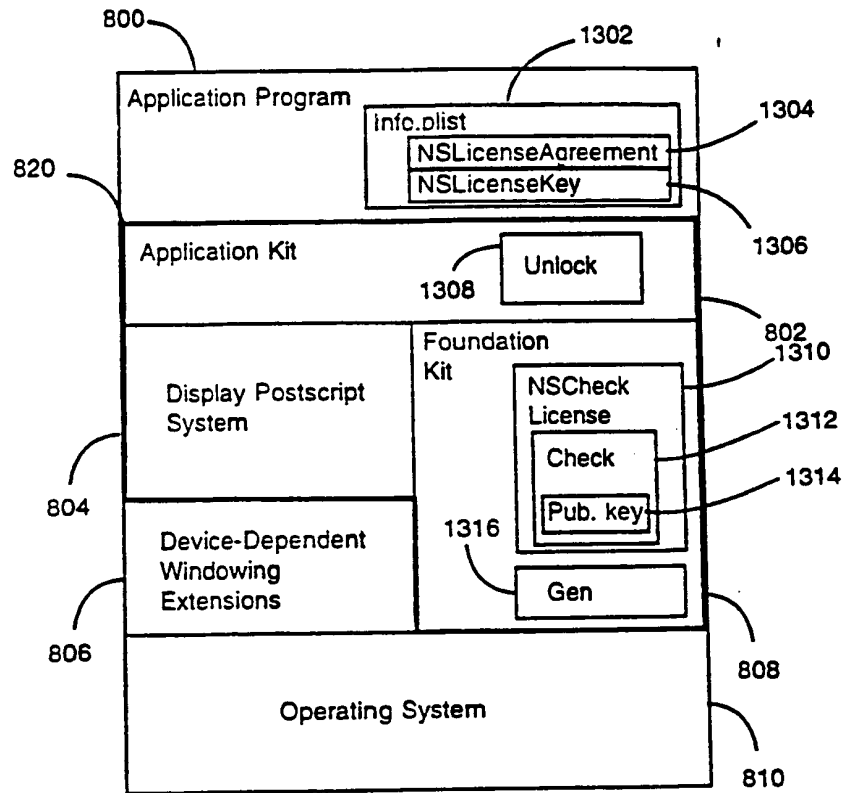 800
1302
Application Program
Info.plist
1304
NSLicenseAgreement
820
NSLicenseKey
1306
Application Kit
Unlock
1308
802
Foundation
Kit
1310
Display Postscript
System
NSCheck
License
1312
Check
1314
Pub. key
804
1316
Device-Dependent
Windowing
Extensions
Gen
806
808
Operating System
810